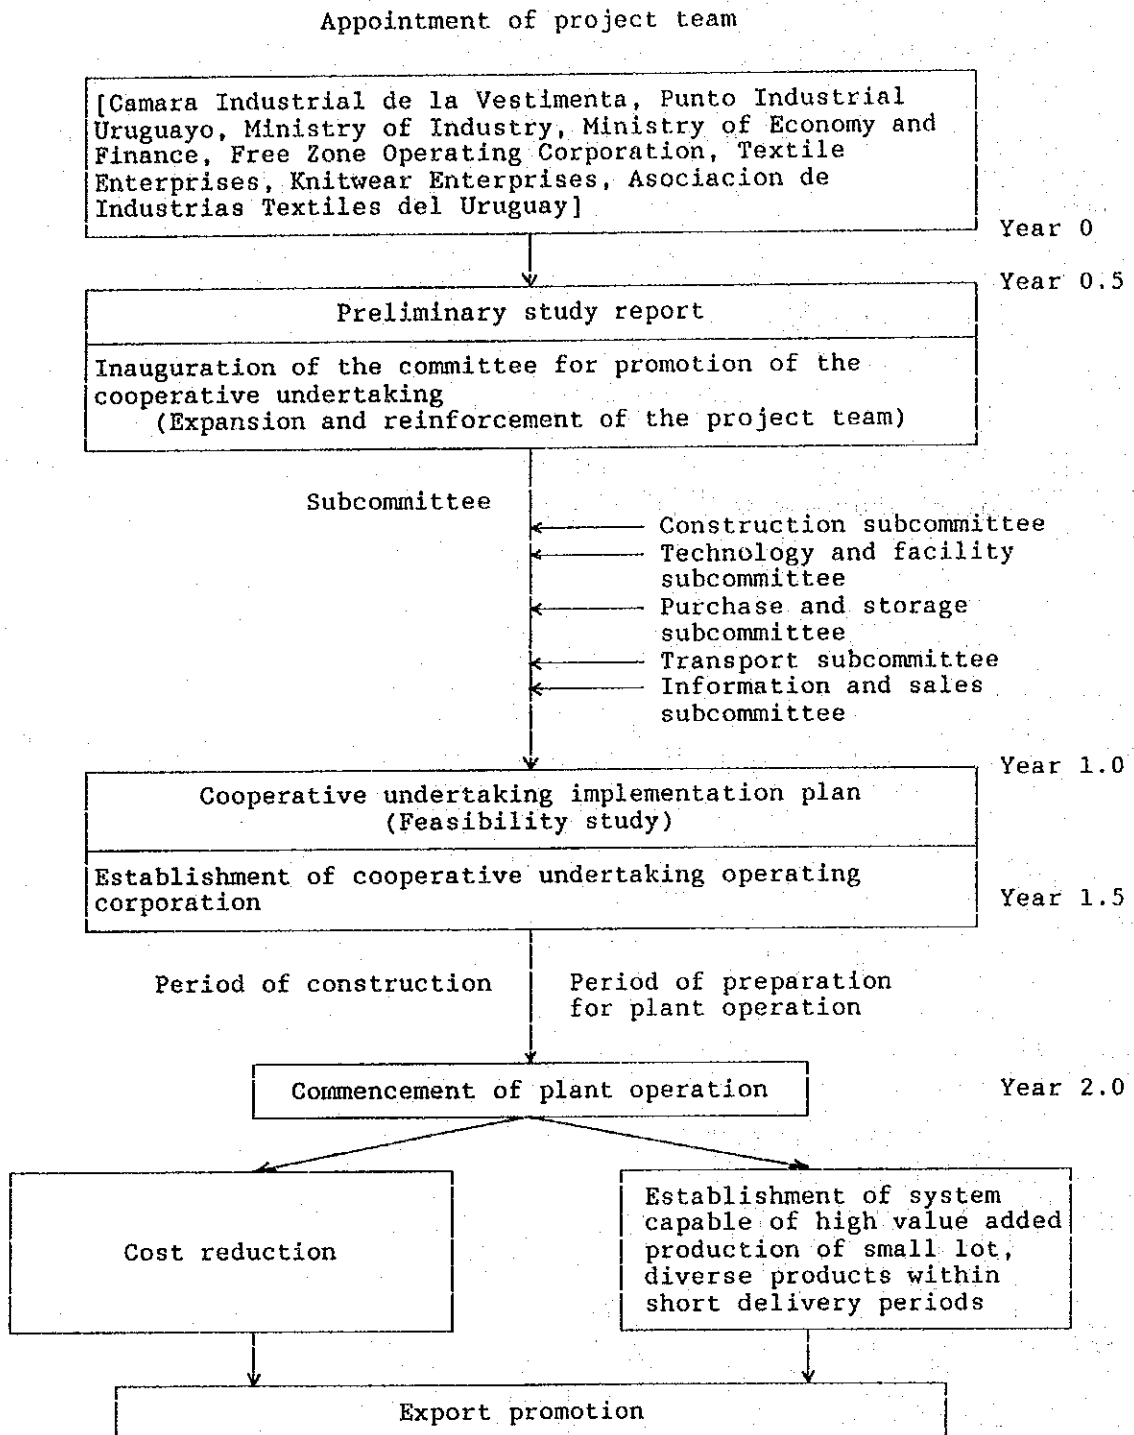 Appointment of project team
[Camara Industrial de la Vestimenta, Punto Industrial
Uruguayo, Ministry of Industry, Ministry of Economy and
Finance, Free Zone Operating Corporation, Textile
Enterprises, Knitwear Enterprises, Asociacion de
Industrias Textiles del Uruguay]
Year 0
Year 0.5
Preliminary study report
Inauguration of the committee for promotion of the
cooperative undertaking
(Expansion and reinforcement of the project team)
Subcommittee
Construction subcommittee
Technology and facility
subcommittee
Purchase and storage
subcommittee
Transport subcommittee
Information and sales
subcommittee
Year 1.0
Cooperative undertaking implementation plan
(Feasibility study)
Establishment of cooperative undertaking operating
corporation
Year 1.5
Period of construction
Period of preparation
for plant operation
Commencement of plant operation
Year 2.0
Cost reduction
Establishment of system
capable of high value added
production of small lot,
diverse products within
short delivery periods
Export promotion